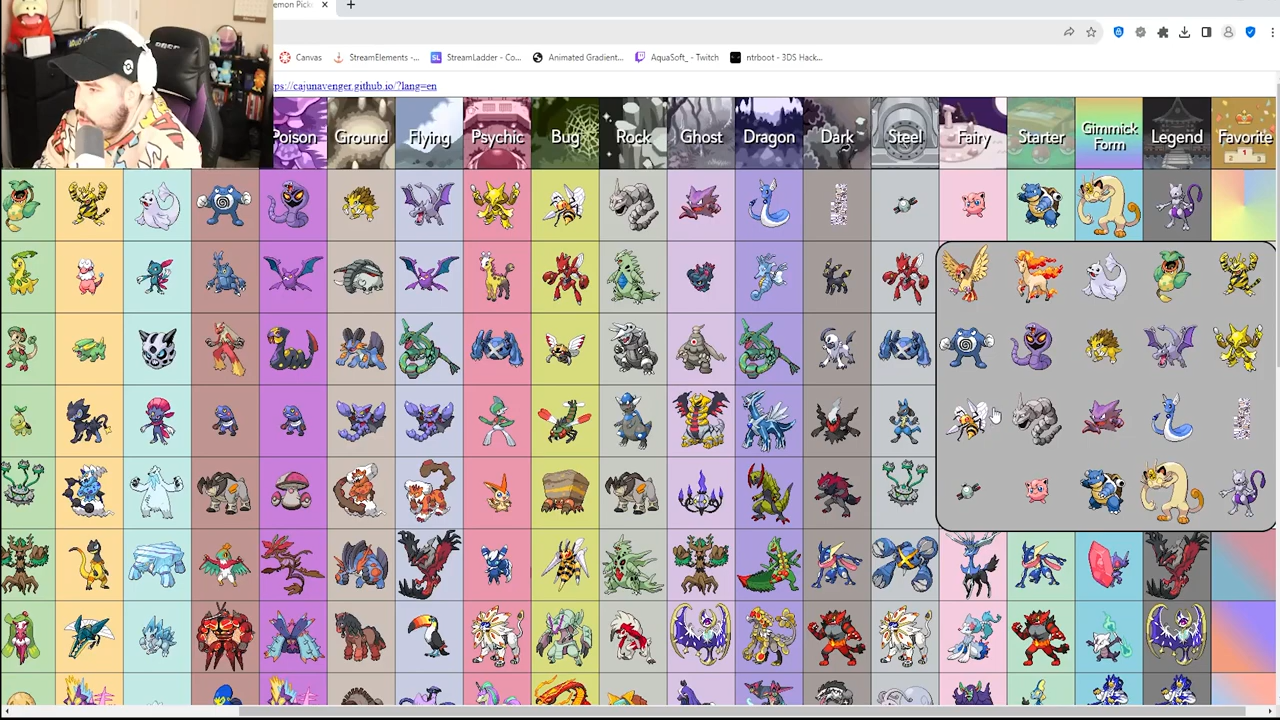 emon Pick
Canvas
StreamElements -...
StreamLadder - Co...
Animated Gradient...
AquaSoft_ - Twitch
ntrboot - 3DS Hack...
ps://cajunavenger.github.io/?lang=en
Poison
Ground
Flying
Psychic
Bug
Rock
Ghost
Dragon
Dark
Steel
Fairy
Starter
Gimmick
Form
Legend
Favorite